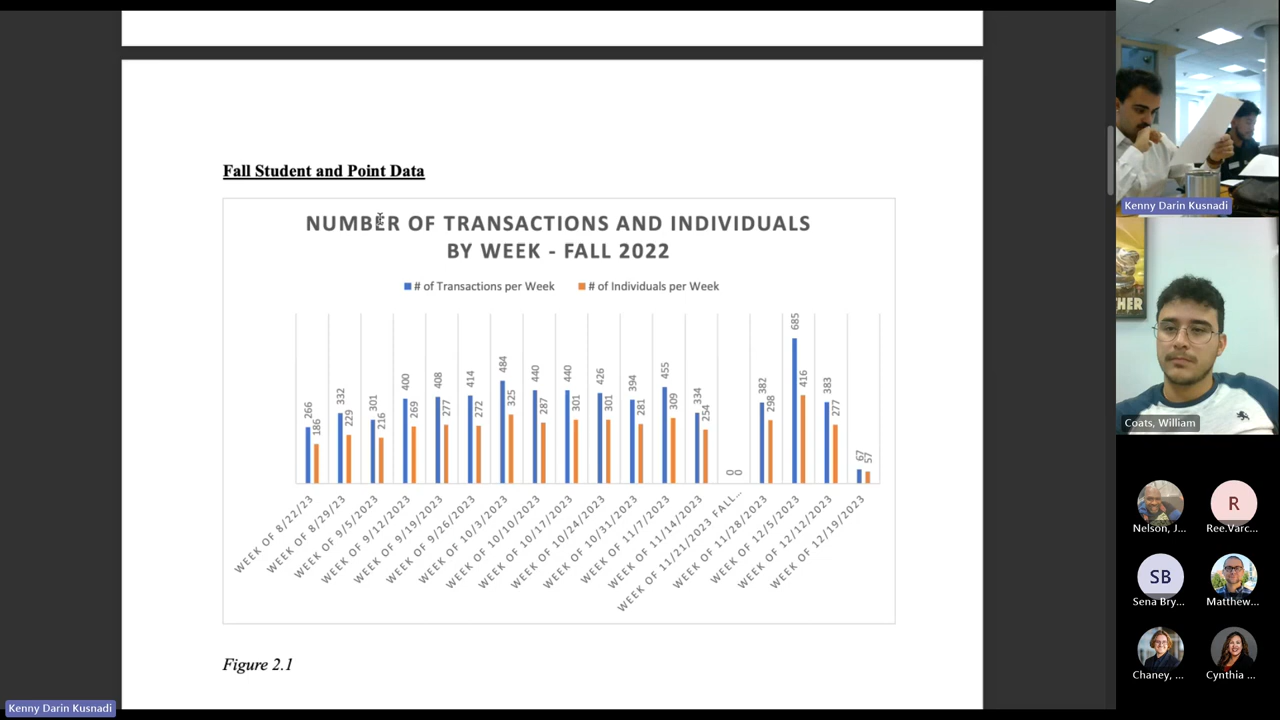 Fall Student and Point Data
NUMBER OF TRANSACTIONS AND INDIVIDUALS
BY WEEK - FALL 2022
# of Transactions per Week
# of Individuals per Week
266
186
332
229
301
216
400
269
408
277
414
272
484
325
440
287
440
301
426
301
394
281
455
309
334
254
0
0
382
298
685
416
383
277
67
57
WEEK OF 8/22/23
WEEK OF 8/29/23
WEEK OF 9/5/2023
WEEK OF 9/12/2023
WEEK OF 9/19/2023
WEEK OF 9/26/2023
WEEK OF 10/3/2023
WEEK OF 10/10/2023
WEEK OF 10/17/2023
WEEK OF 10/24/2023
WEEK OF 10/31/2023
WEEK OF 11/7/2023
WEEK OF 11/14/2023
WEEK OF 11/21/2023 FALL...
WEEK OF 11/28/2023
WEEK OF 12/5/2023
WEEK OF 12/12/2023
WEEK OF 12/19/2023
Figure 2.1
Kenny Darin Kusnadi
Kenny Darin Kusnadi
HER
Coats, William
R
Nelson, J...
Ree.Varc...
SB
Sena Bry...
Matthew...
Chaney, ...
Cynthia ...